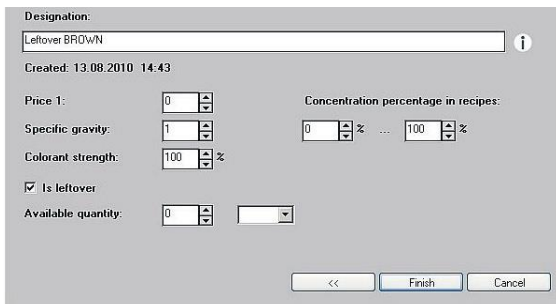 Designation:
Leftover BROWN
Created: 13.08.2010 14:43
Price 1: 0 Concentration percentage in recipes:
Specific gravity: 1 0 % ... 100 %
Colorant strength: 100 %
Is leftover
Available quantity: 0
<< Finish Cancel